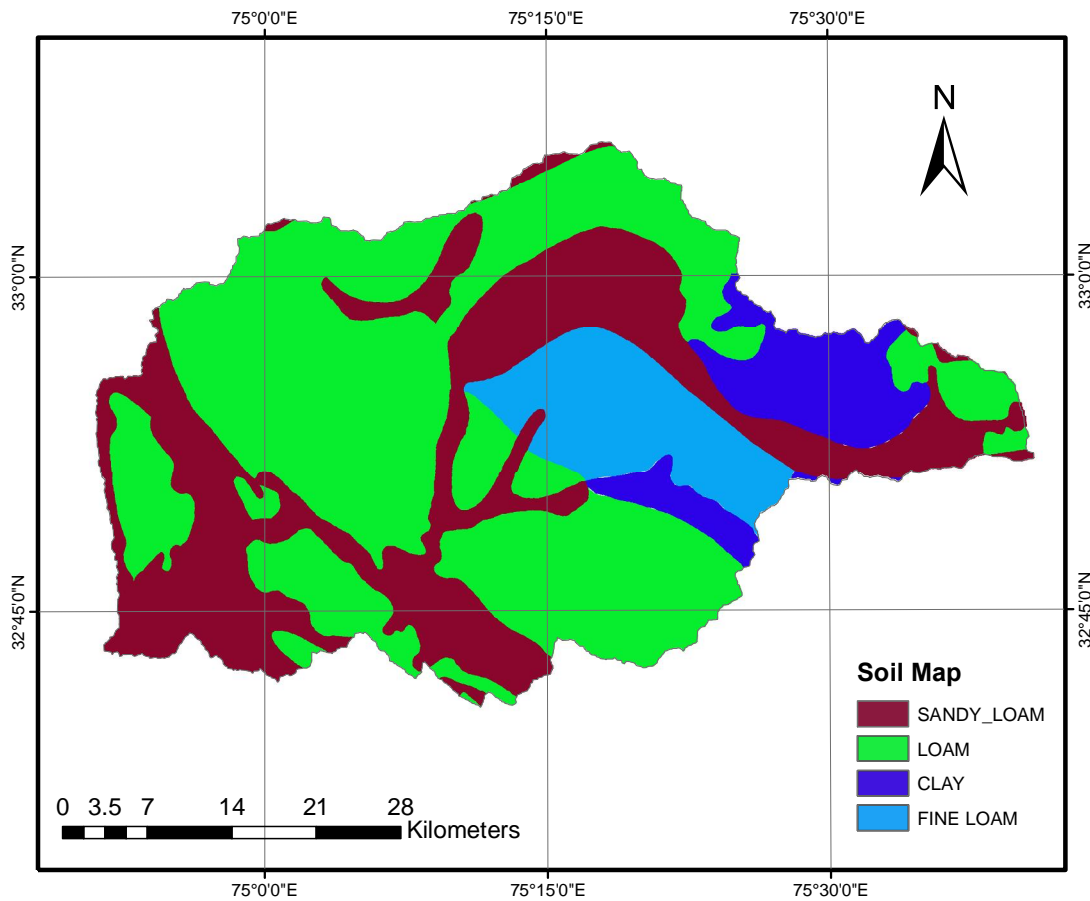 75°0'0"E 75°15'0"E 75°30'0"E
N
33°0'0"N 33°0'0"N
32°45'0"N 32°45'0"N
Soil Map
SANDY_LOAM
LOAM
CLAY
FINE LOAM
0 3.5 7 14 21 28
Kilometers
75°0'0"E 75°15'0"E 75°30'0"E